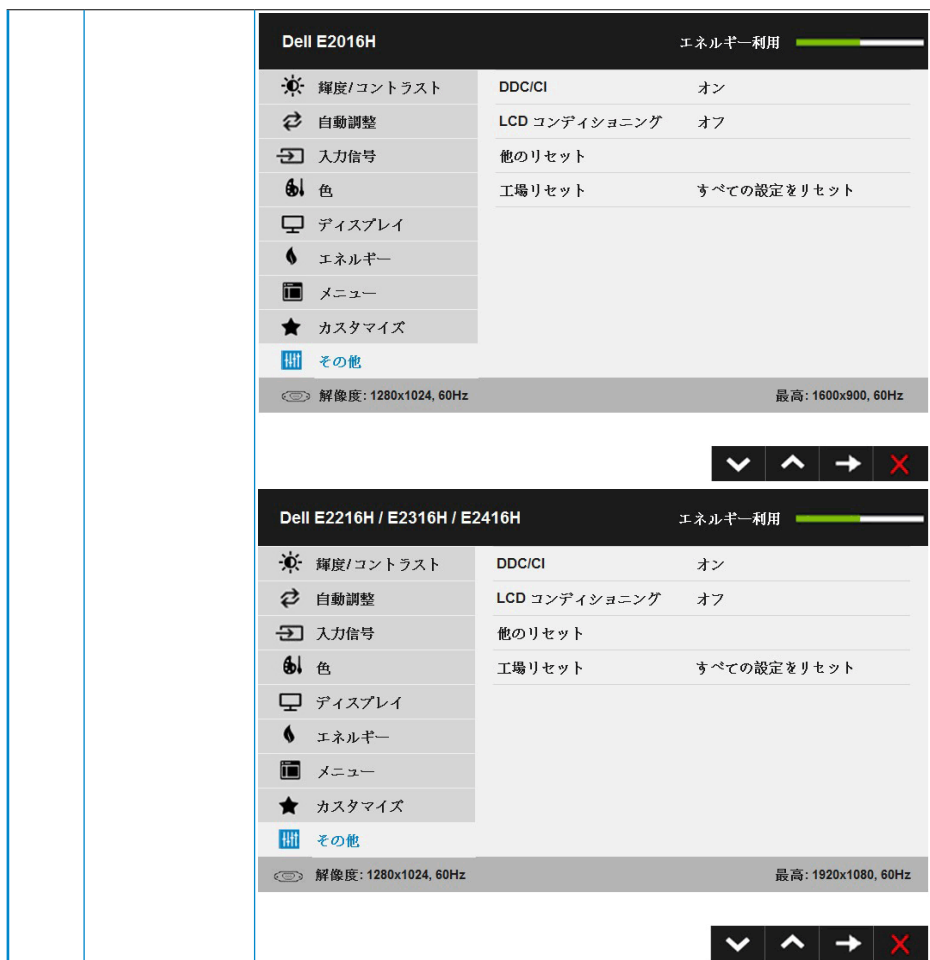 Dell E2016H エネルギー利用
輝度/コントラスト DDC/CI オン
自動調整 LCD コンディショニング オフ
入力信号 他のリセット
色 工場リセット すべての設定をリセット
ディスプレイ
エネルギー
メニュー
カスタマイズ
その他
解像度: 1280x1024, 60Hz 最高: 1600x900, 60Hz
Dell E2216H / E2316H / E2416H エネルギー利用
輝度/コントラスト DDC/CI オン
自動調整 LCD コンディショニング オフ
入力信号 他のリセット
色 工場リセット すべての設定をリセット
ディスプレイ
エネルギー
メニュー
カスタマイズ
その他
解像度: 1280x1024, 60Hz 最高: 1920x1080, 60Hz